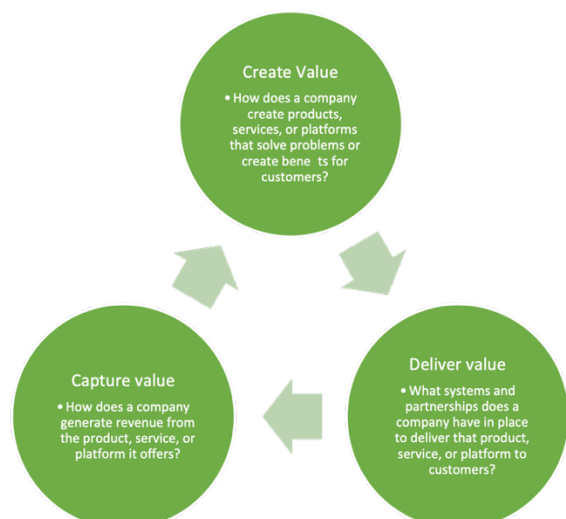 Create Value
• How does a company
create products,
services, or platforms
that solve problems or
create bene ts for
customers?
Deliver value
• What systems and
partnerships does a
company have in place
to deliver that product,
service, or platform to
customers?
Capture value
• How does a company
generate revenue from
the product, service, or
platform it offers?